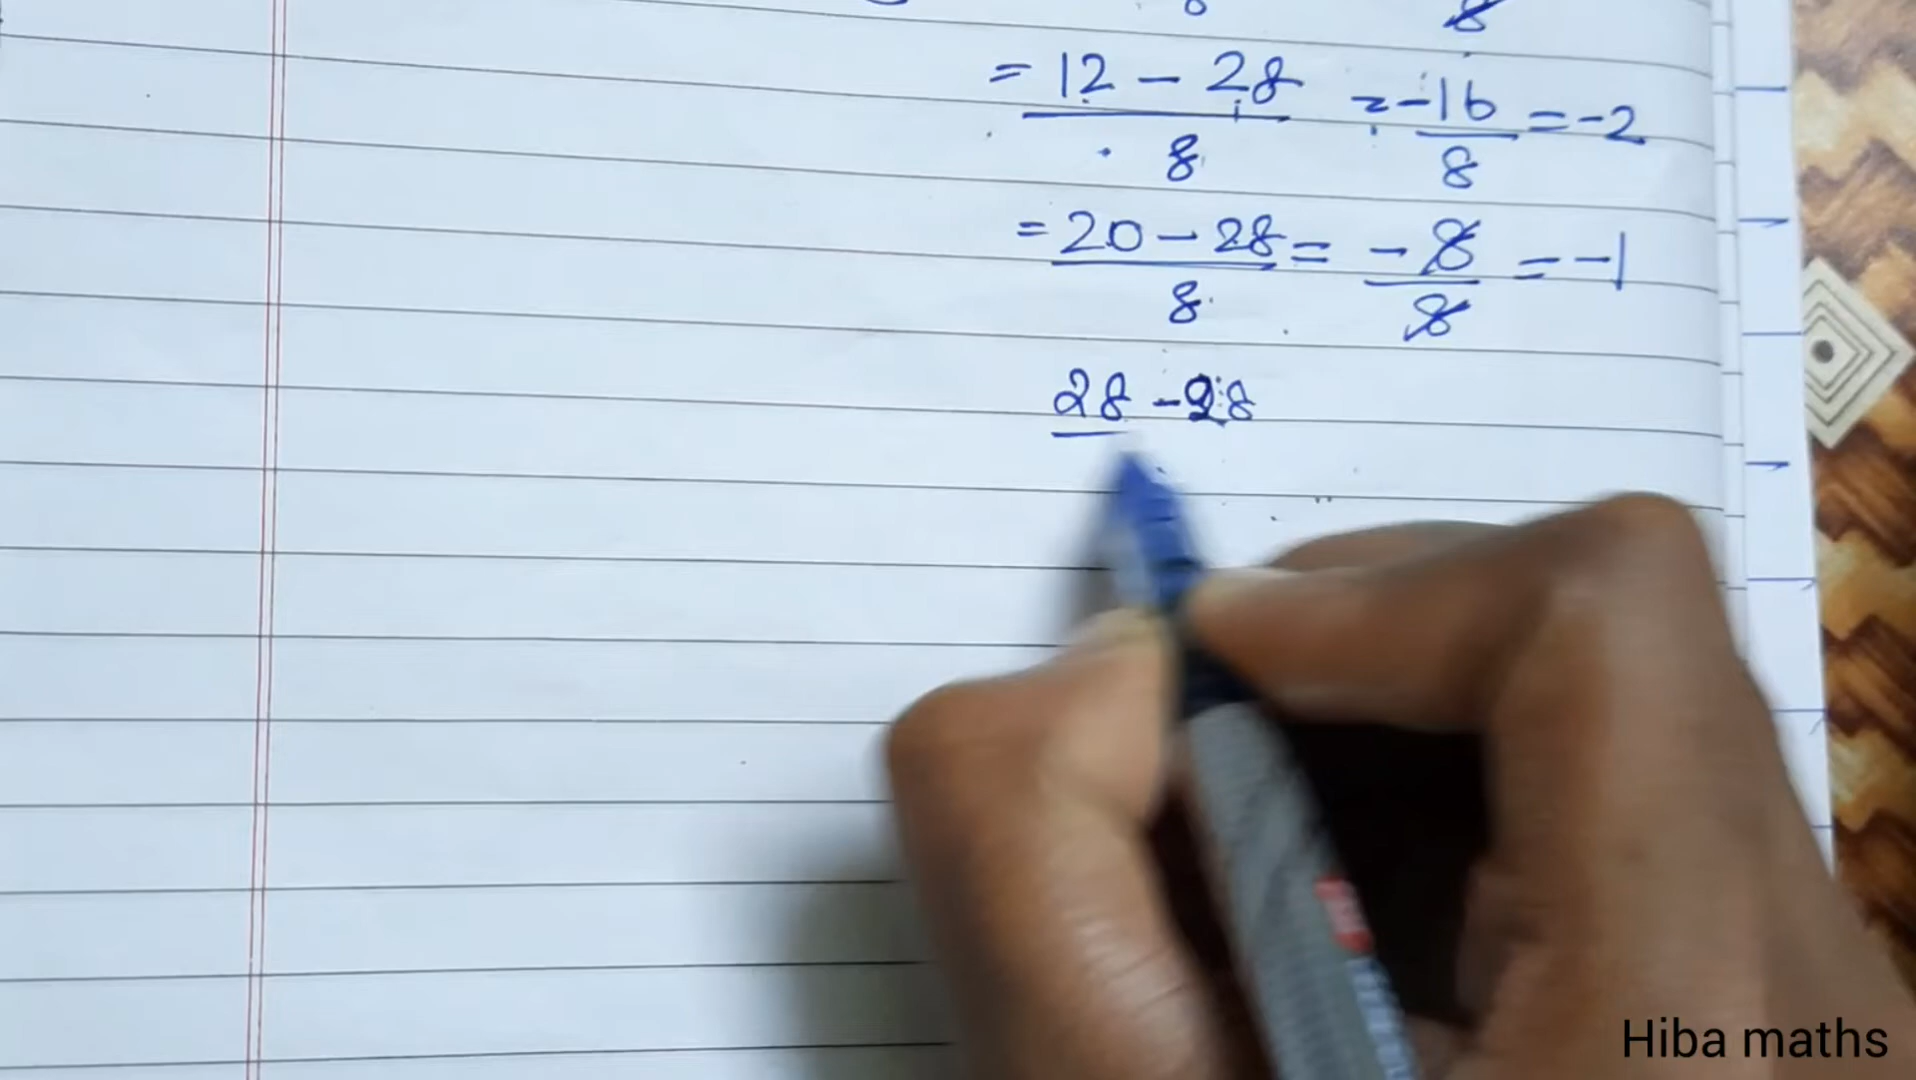 = 12 - 28 / 8 = -16 / 8 = -2
= 20 - 28 / 8 = -8 / 8 = -1
28 - 28
Hiba maths